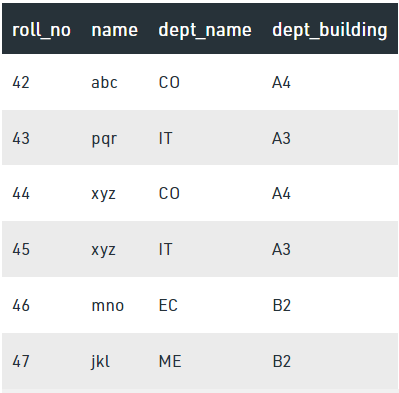 roll_no name dept_name dept_building
42 abc CO A4
43 pqr IT A3
44 xyz CO A4
45 xyz IT A3
46 mno EC B2
47 jkl ME B2